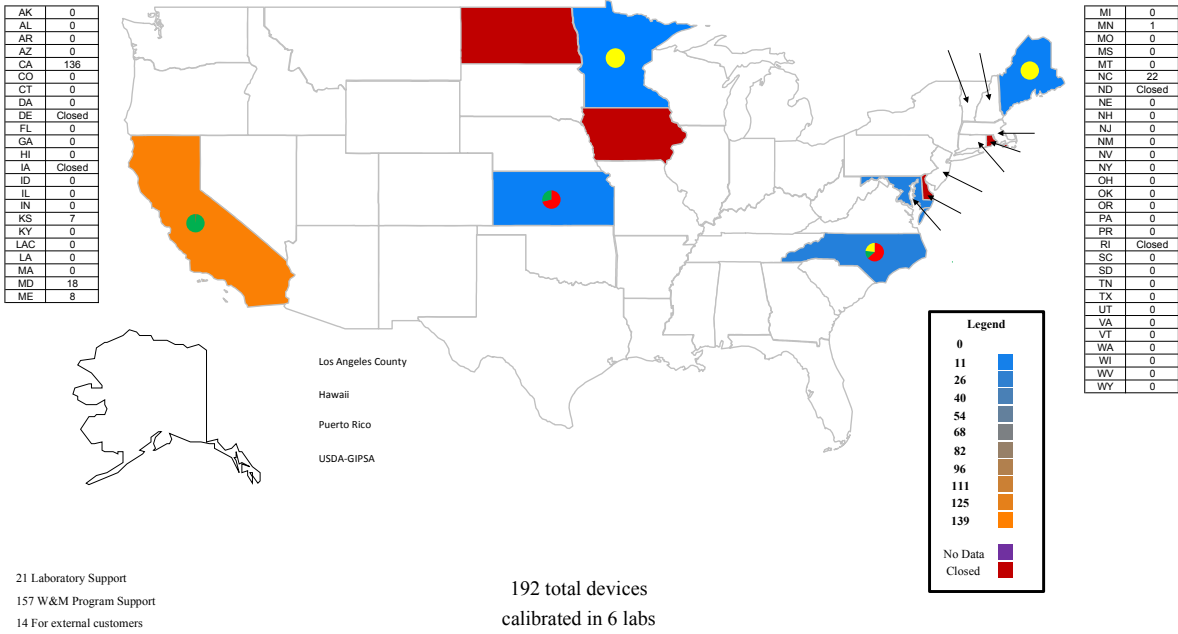 AK 0
AL 0
AR 0
AZ 0
CA 136
CO 0
CT 0
DA 0
DE Closed
FL 0
GA 0
HI 0
IA Closed
ID 0
IL 0
IN 0
KS 7
KY 0
LAC 0
LA 0
MA 0
MD 18
ME 8
MI 0
MN 1
MO 0
MS 0
MT 0
NC 22
ND Closed
NE 0
NH 0
NJ 0
NM 0
NV 0
NY 0
OH 0
OK 0
OR 0
PA 0
PR 0
RI Closed
SC 0
SD 0
TN 0
TX 0
UT 0
VA 0
VT 0
WA 0
WI 0
WV 0
WY 0
Los Angeles County
Hawaii
Puerto Rico
USDA-GIPSA
Legend
0
11
26
40
54
68
82
96
111
125
139
No Data
Closed
21 Laboratory Support
157 W&M Program Support
14 For external customers
192 total devices
calibrated in 6 labs